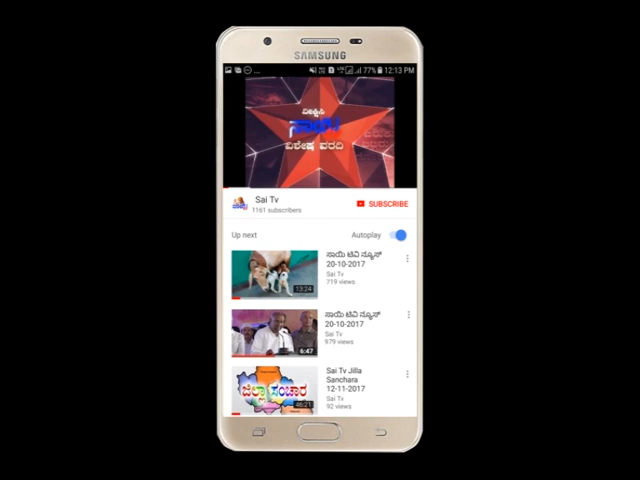 SAMSUNG
77% 12:13 PM
ವೀಕ್ಷಿಸಿ
ವಿಶೇಷ ವರದಿ
Sai Tv
1161 subscribers
SUBSCRIBE
Up next
Autoplay
ಸಾಯಿ ಟಿವಿ ನ್ಯೂಸ್
20-10-2017
Sai Tv
719 views
13:24
ಸಾಯಿ ಟಿವಿ ನ್ಯೂಸ್
20-10-2017
Sai Tv
979 views
6:47
Sai Tv Jilla
Sanchara
12-11-2017
Sai Tv
92 views
ಜಿಲ್ಲಾ ಸಂಚಾರ
46:21